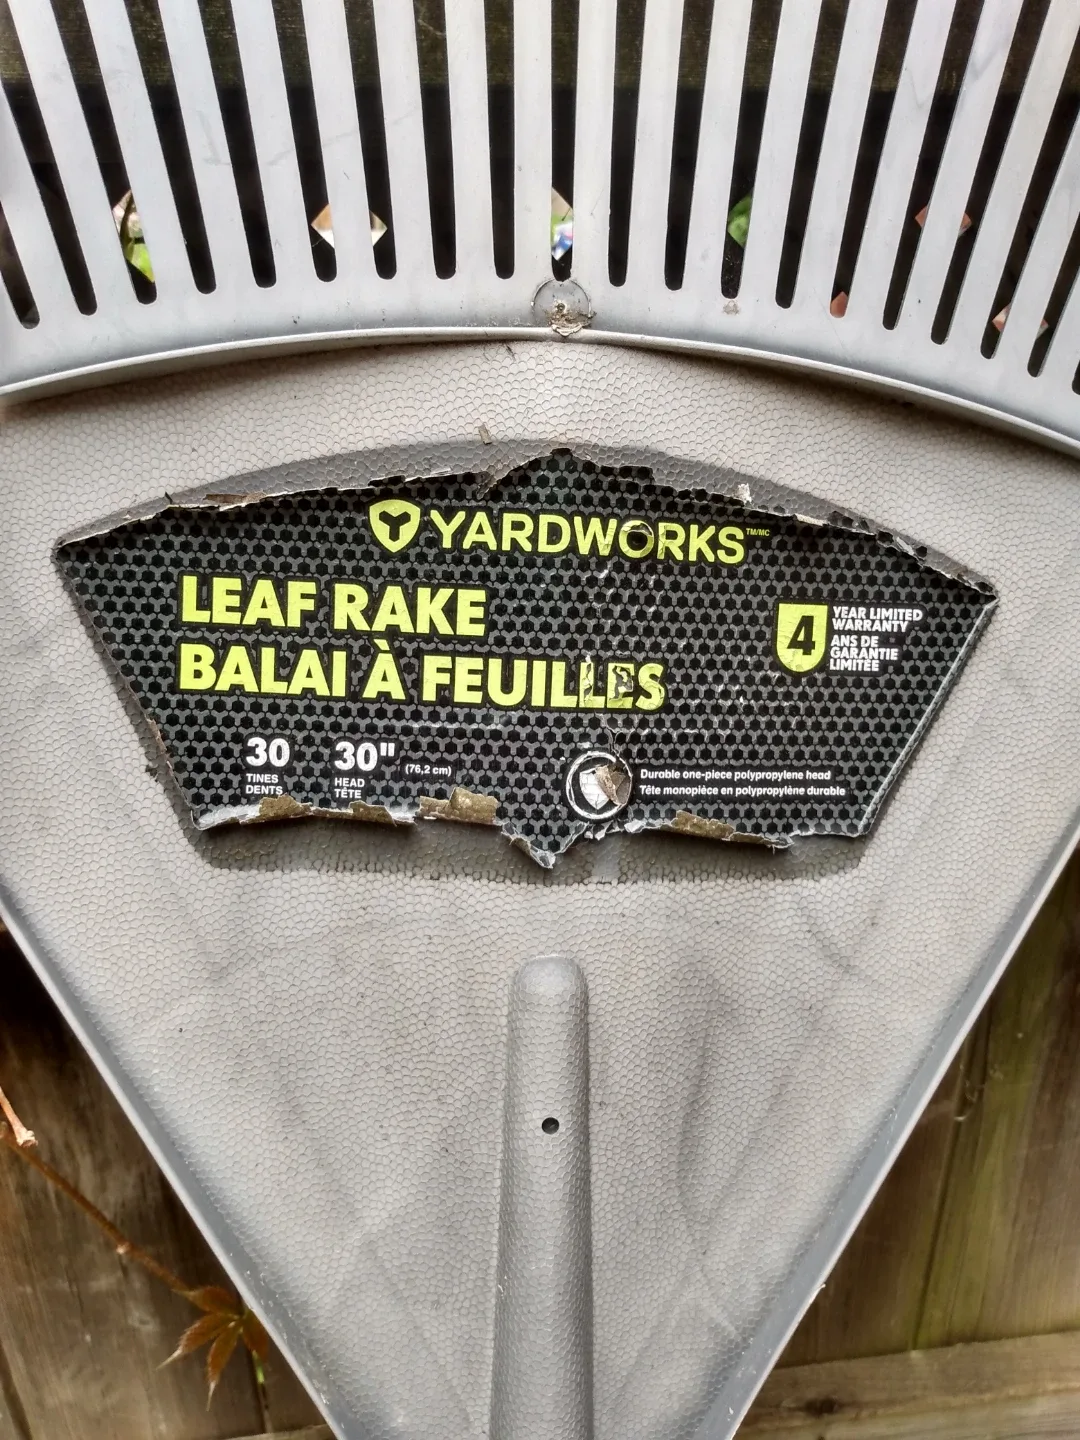 YARDWORKS TM/MC
LEAF RAKE
BALAI À FEUILLES
4
YEAR LIMITED
WARRANTY
ANS DE
GARANTIE
LIMITÉE
30
TINES
DENTS
30" (76,2 cm)
HEAD
TÊTE
Durable one-piece polypropylene head
Tête monopièce en polypropylène durable